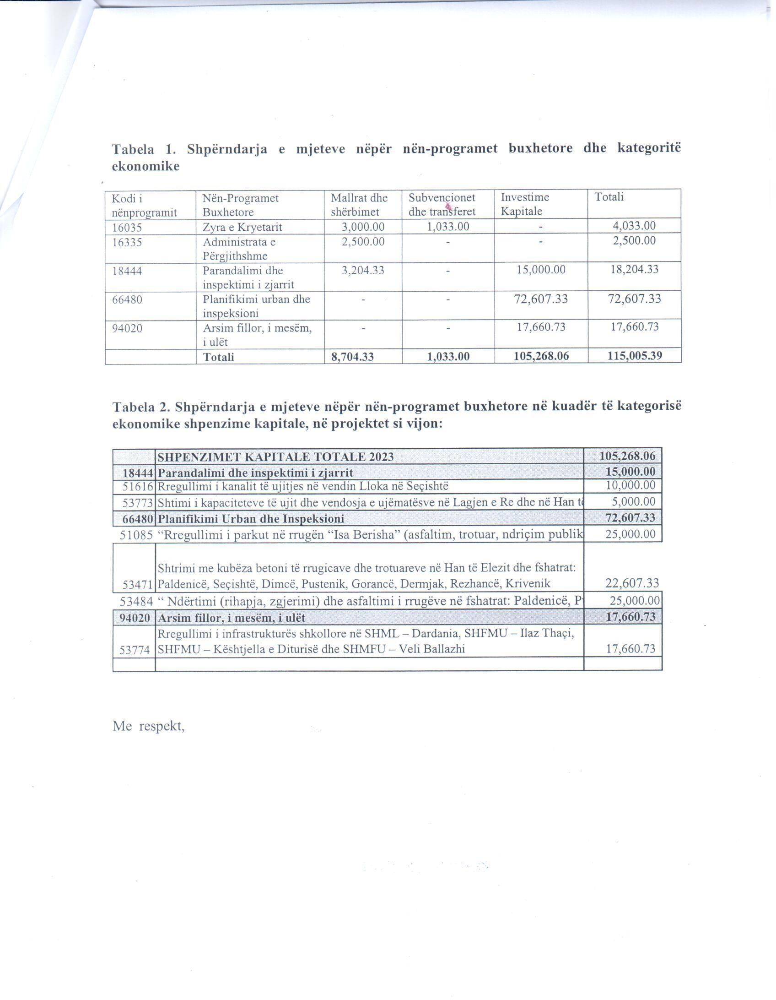 Tabela 1. Shpërndarja e mjeteve nëpër nën-programet buxhetore dhe kategoritë
ekonomike
Kodi i nënprogramit Nën-Programet Buxhetore Mallrat dhe shërbimet Subvencionet dhe transferet Investime Kapitale Totali
16035 Zyra e Kryetarit 3,000.00 1,033.00 - 4,033.00
16335 Administrata e Përgjithshme 2,500.00 - - 2,500.00
18444 Parandalimi dhe inspektimi i zjarrit 3,204.33 - 15,000.00 18,204.33
66480 Planifikimi urban dhe inspeksioni - - 72,607.33 72,607.33
94020 Arsim fillor, i mesëm, i ulët - - 17,660.73 17,660.73
Totali 8,704.33 1,033.00 105,268.06 115,005.39
Tabela 2. Shpërndarja e mjeteve nëpër nën-programet buxhetore në kuadër të kategorisë
ekonomike shpenzime kapitale, në projektet si vijon:
SHPENZIMET KAPITALE TOTALE 2023 105,268.06
18444 Parandalimi dhe inspektimi i zjarrit 15,000.00
51616 Rregullimi i kanalit të ujitjes në vendin Lloka në Seçishtë 10,000.00
53773 Shtimi i kapaciteteve të ujit dhe vendosja e ujëmatësve në Lagjen e Re dhe në Han të 5,000.00
66480 Planifikimi Urban dhe Inspeksioni 72,607.33
51085 “Rregullimi i parkut në rrugën “Isa Berisha” (asfaltim, trotuar, ndriçim publik 25,000.00
Shtrimi me kubëza betoni të rrugicave dhe trotuareve në Han të Elezit dhe fshatrat:
53471 Paldenicë, Seçishtë, Dimcë, Pustenik, Gorancë, Dermjak, Rezhancë, Krivenik 22,607.33
53484 “ Ndërtimi (rihapja, zgjerimi) dhe asfaltimi i rrugëve në fshatrat: Paldenicë, 25,000.00
94020 Arsim fillor, i mesëm, i ulët 17,660.73
Rregullimi i infrastrukturës shkollore në SHML – Dardania, SHFMU – Ilaz Thaçi,
53774 SHFMU – Kështjella e Diturisë dhe SHMFU – Veli Ballazhi 17,660.73
Me respekt,